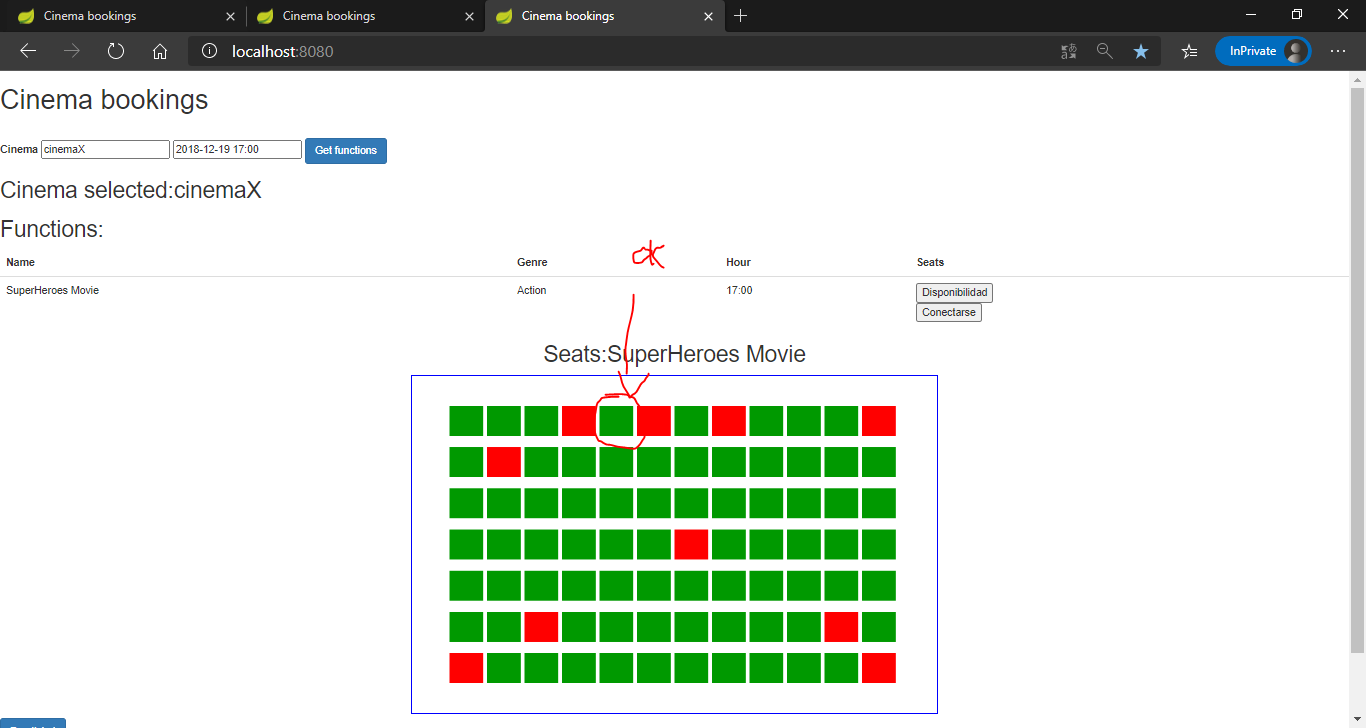 Cinema bookings
Cinema bookings
Cinema bookings
localhost:8080
InPrivate
Cinema bookings
Cinema cinemaX 2018-12-19 17:00 Get functions
Cinema selected:cinemaX
Functions:
ok
Name Genre Hour Seats
SuperHeroes Movie Action 17:00 Disponibilidad
Conectarse
Seats:SuperHeroes Movie